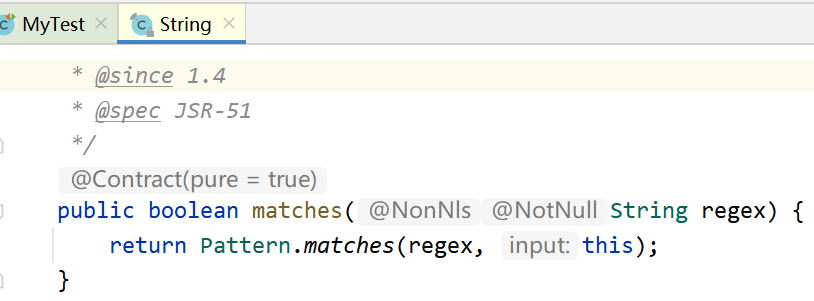 MyTest × String ×
* @since 1.4
* @spec JSR-51
*/
@Contract(pure = true)
public boolean matches( @NonNls @NotNull String regex) {
return Pattern.matches(regex, input: this);
}